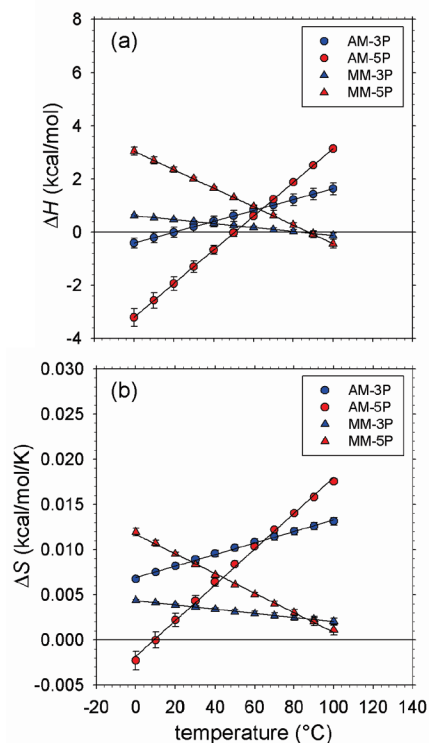 8
6
4
2
0
-2
-4
ΔH (kcal/mol)
(a)
AM-3P
AM-5P
MM-3P
MM-5P
0.030
0.025
0.020
0.015
0.010
0.005
0.000
-0.005
ΔS (kcal/mol/K)
(b)
AM-3P
AM-5P
MM-3P
MM-5P
-20 0 20 40 60 80 100 120
temperature (°C)